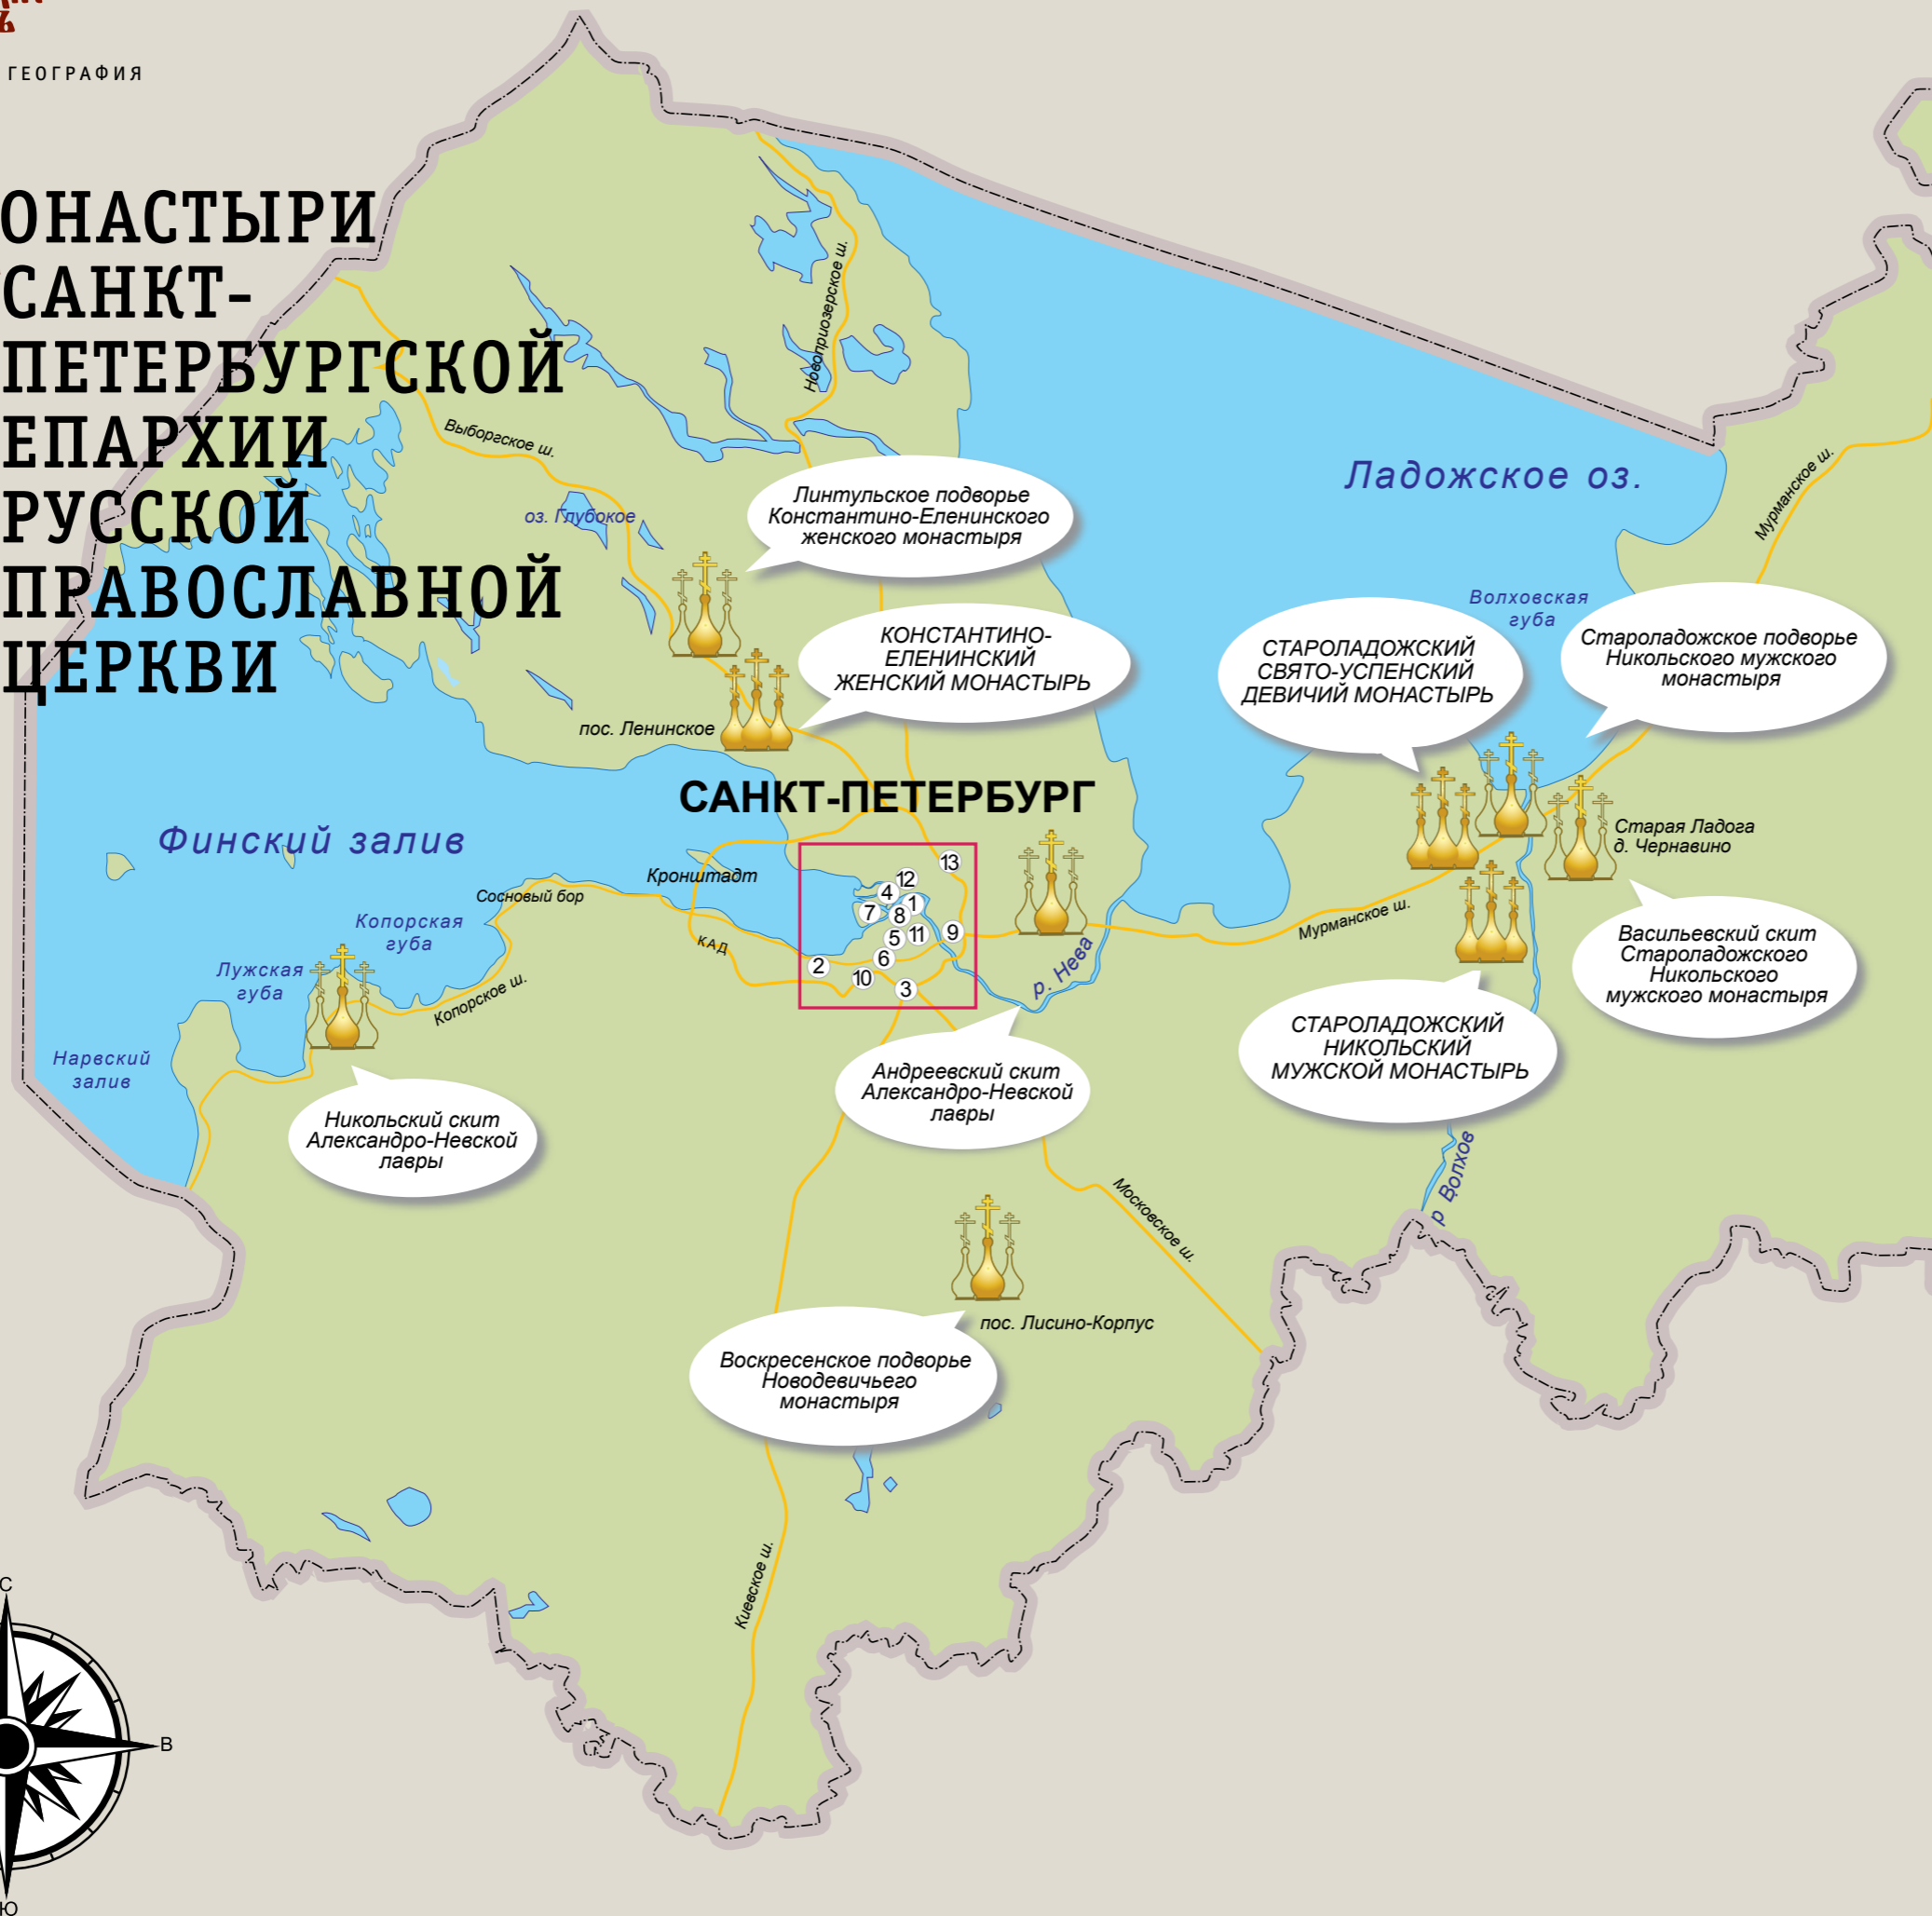 ГЕОГРАФИЯ
ОНАСТЫРИ
САНКТ-
ПЕТЕРБУРГСКОЙ
ЕПАРХИИ
РУССКОЙ
ПРАВОСЛАВНОЙ
ЦЕРКВИ
Новоприозерское ш.
Выборгское ш.
оз. Глубокое
Линтульское подворье
Константино-Еленинского
женского монастыря
КОНСТАНТИНО-
ЕЛЕНИНСКИЙ
ЖЕНСКИЙ МОНАСТЫРЬ
пос. Ленинское
Ладожское оз.
Мурманское ш.
Волховская
губа
СТАРОЛАДОЖСКИЙ
СВЯТО-УСПЕНСКИЙ
ДЕВИЧИЙ МОНАСТЫРЬ
Староладожское подворье
Никольского мужского
монастыря
САНКТ-ПЕТЕРБУРГ
Финский залив
Кронштадт
Сосновый бор
Копорская
губа
Лужская
губа
Копорское ш.
КАД
Нарвский
залив
13
12
4
1
7
8
5
11
9
6
2
10
3
р. Нева
Мурманское ш.
Старая Ладога
д. Чернавино
Васильевский скит
Староладожского
Никольского
мужского монастыря
СТАРОЛАДОЖСКИЙ
НИКОЛЬСКИЙ
МУЖСКОЙ МОНАСТЫРЬ
Андреевский скит
Александро-Невской
лавры
Никольский скит
Александро-Невской
лавры
р Волхов
Московское ш.
пос. Лисино-Корпус
Воскресенское подворье
Новодевичьего
монастыря
Киевское ш.
С
В
Ю